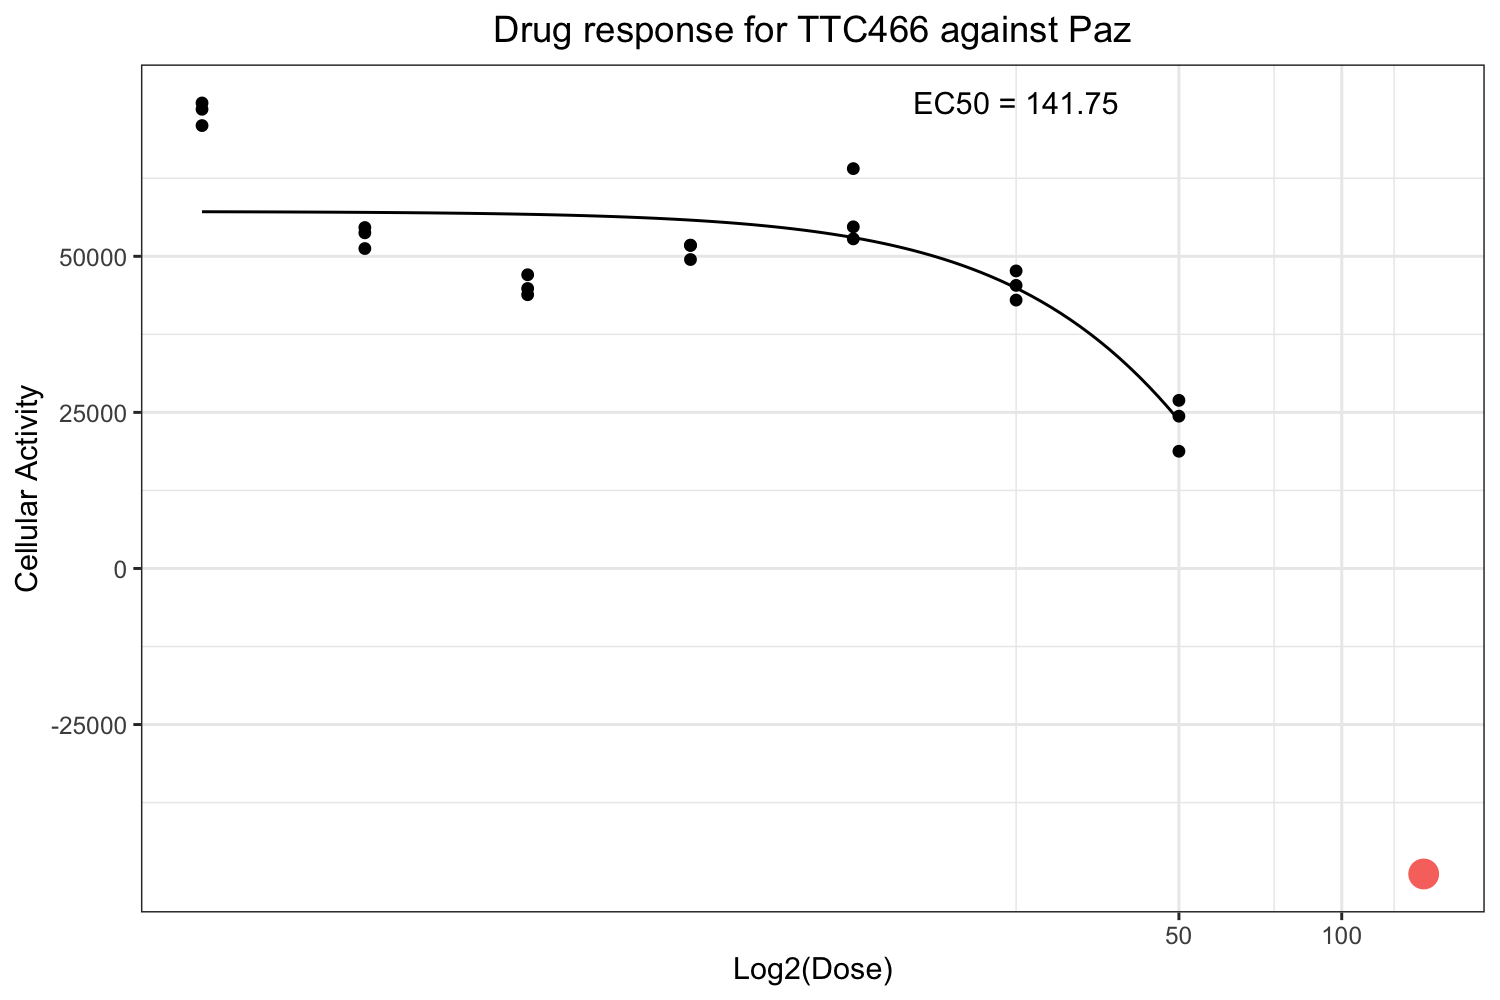 Drug response for TTC466 against Paz
EC50 = 141.75
50000
25000
0
-25000
Cellular Activity
50
100
Log2(Dose)